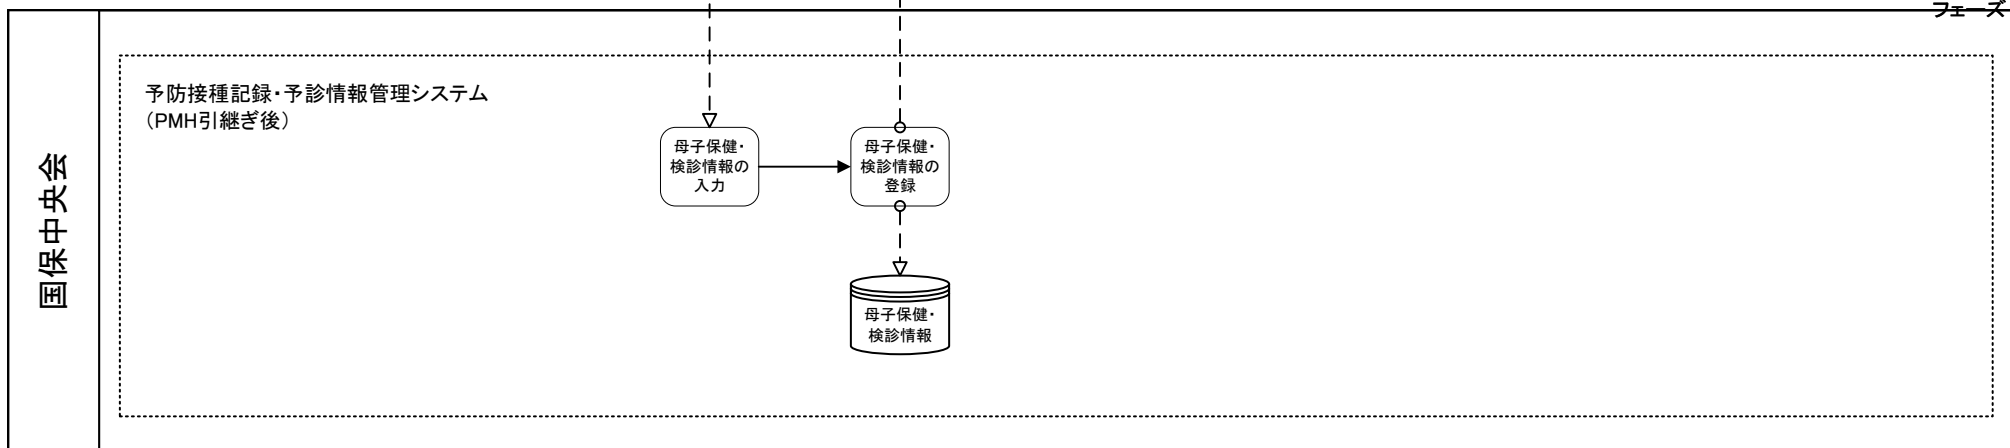 フェーズ
国保中央会
予防接種記録・予診情報管理システム
（PMH引継ぎ後）
母子保健・
検診情報の
入力
母子保健・
検診情報の
登録
母子保健・
検診情報